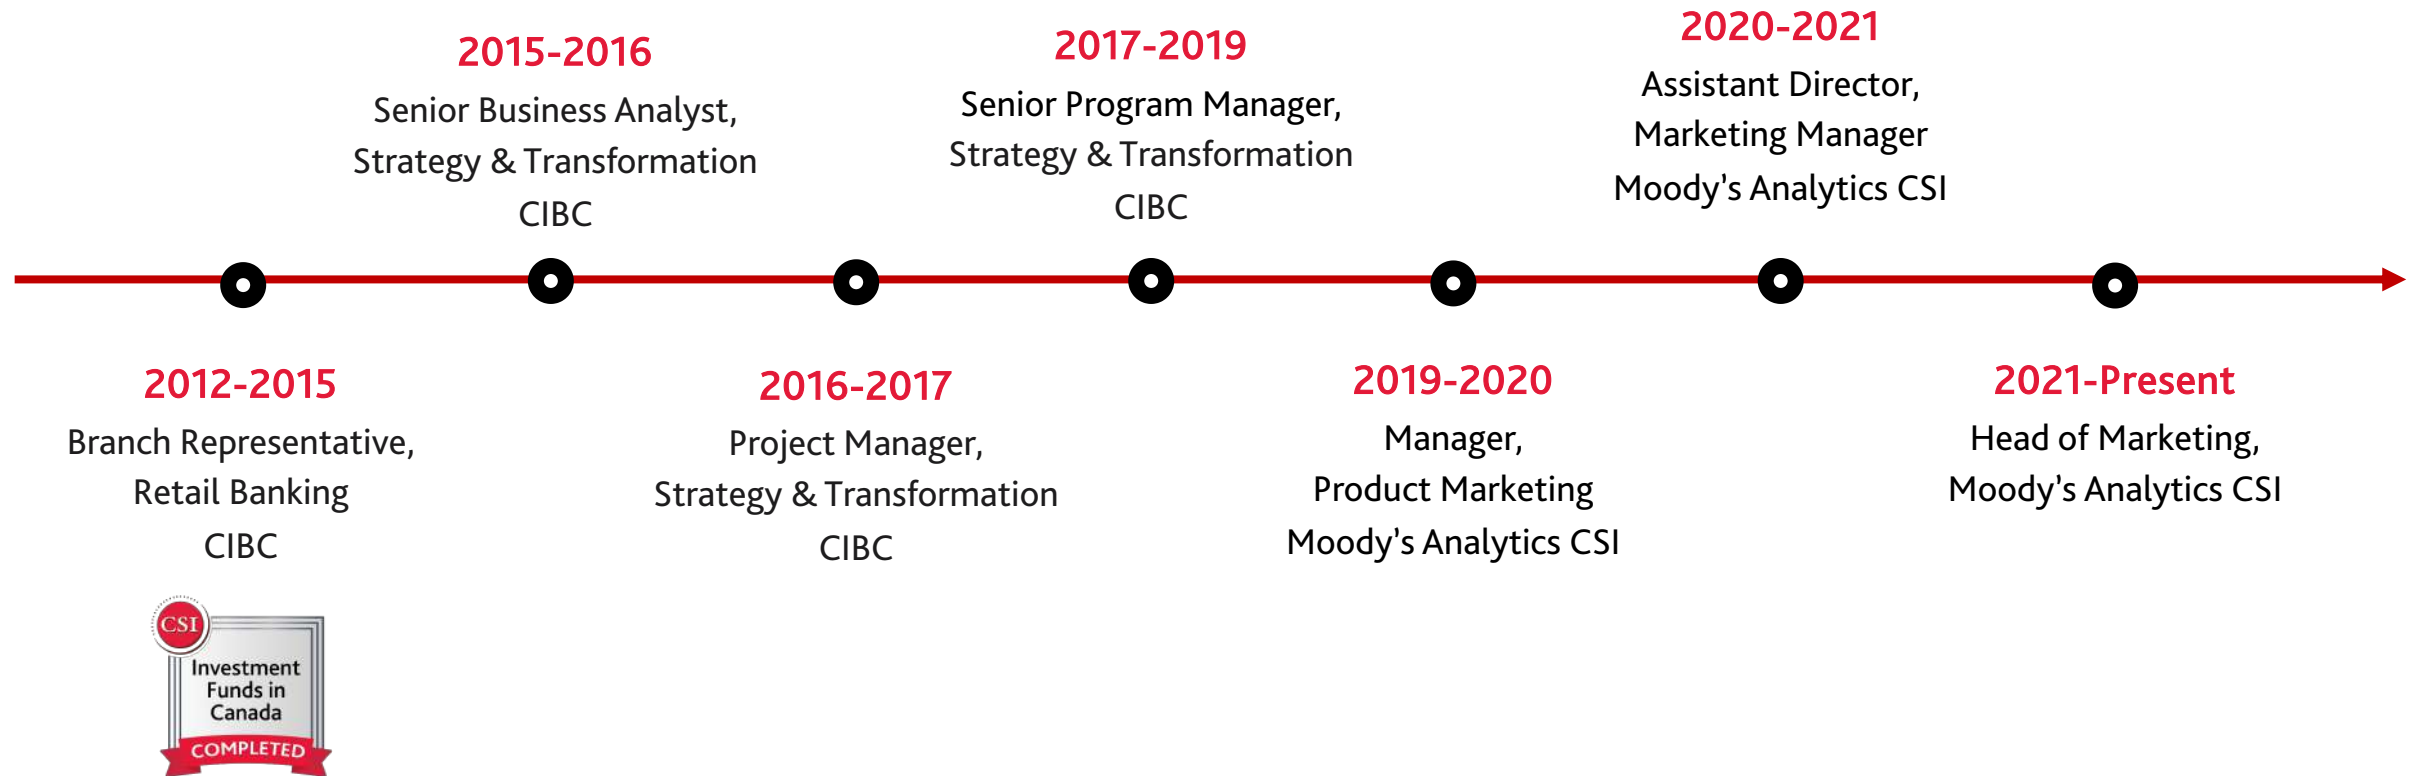 2012-2015
Branch Representative,
Retail Banking
CIBC
CSI
Investment
Funds in
Canada
COMPLETED
2015-2016
Senior Business Analyst,
Strategy & Transformation
CIBC
2016-2017
Project Manager,
Strategy & Transformation
CIBC
2017-2019
Senior Program Manager,
Strategy & Transformation
CIBC
2019-2020
Manager,
Product Marketing
Moody’s Analytics CSI
2020-2021
Assistant Director,
Marketing Manager
Moody’s Analytics CSI
2021-Present
Head of Marketing,
Moody’s Analytics CSI